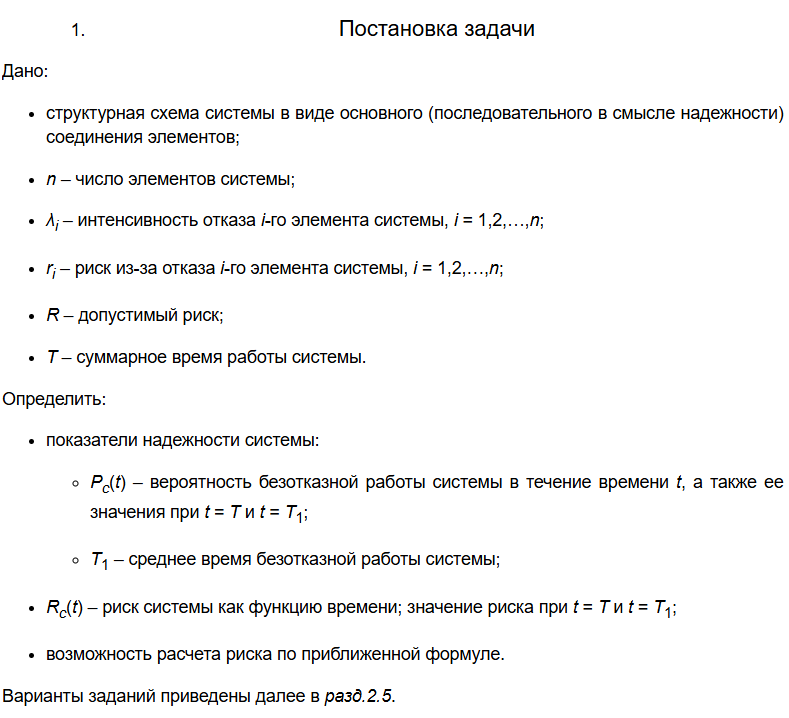 1. Постановка задачи
Дано:
• структурная схема системы в виде основного (последовательного в смысле надежности)
соединения элементов;
• n – число элементов системы;
• λi – интенсивность отказа i-го элемента системы, i = 1,2,…,n;
• ri – риск из-за отказа i-го элемента системы, i = 1,2,…,n;
• R – допустимый риск;
• T – суммарное время работы системы.
Определить:
• показатели надежности системы:
◦ Pc(t) – вероятность безотказной работы системы в течение времени t, а также ее
значения при t = T и t = T1;
◦ T1 – среднее время безотказной работы системы;
• Rc(t) – риск системы как функцию времени; значение риска при t = T и t = T1;
• возможность расчета риска по приближенной формуле.
Варианты заданий приведены далее в разд.2.5.